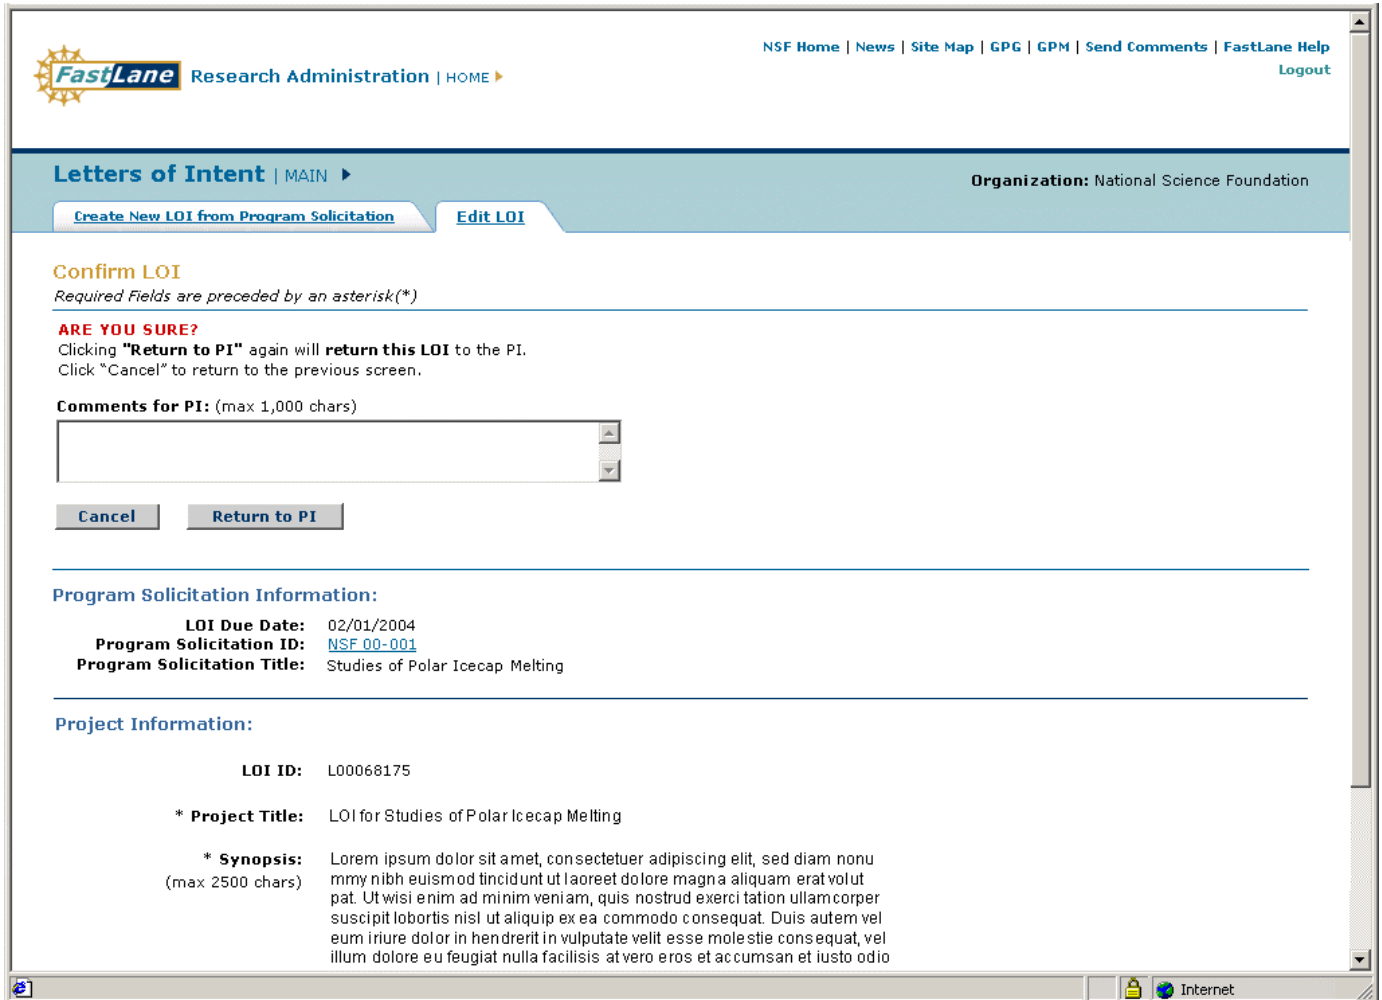 NSF Home | News | Site Map | GPG | GPM | Send Comments | FastLane Help
Logout
FastLane Research Administration | HOME
Letters of Intent | MAIN
Organization: National Science Foundation
Create New LOI from Program Solicitation
Edit LOI
Confirm LOI
Required Fields are preceded by an asterisk(*)
ARE YOU SURE?
Clicking "Return to PI" again will return this LOI to the PI.
Click “Cancel” to return to the previous screen.
Comments for PI: (max 1,000 chars)
Cancel
Return to PI
Program Solicitation Information:
LOI Due Date: 02/01/2004
Program Solicitation ID: NSF 00-001
Program Solicitation Title: Studies of Polar Icecap Melting
Project Information:
LOI ID: L00068175
* Project Title: LOI for Studies of Polar Icecap Melting
* Synopsis: Lorem ipsum dolor sit amet, consectetuer adipiscing elit, sed diam nonu
(max 2500 chars) mmy nibh euismod tincidunt ut laoreet dolore magna aliquam erat volut
pat. Ut wisi enim ad minim veniam, quis nostrud exerci tation ullamcorper
suscipit lobortis nisl ut aliquip ex ea commodo consequat. Duis autem vel
eum iriure dolor in hendrerit in vulputate velit esse molestie consequat, vel
illum dolore eu feugiat nulla facilisis at vero eros et accumsan et iusto odio
Internet